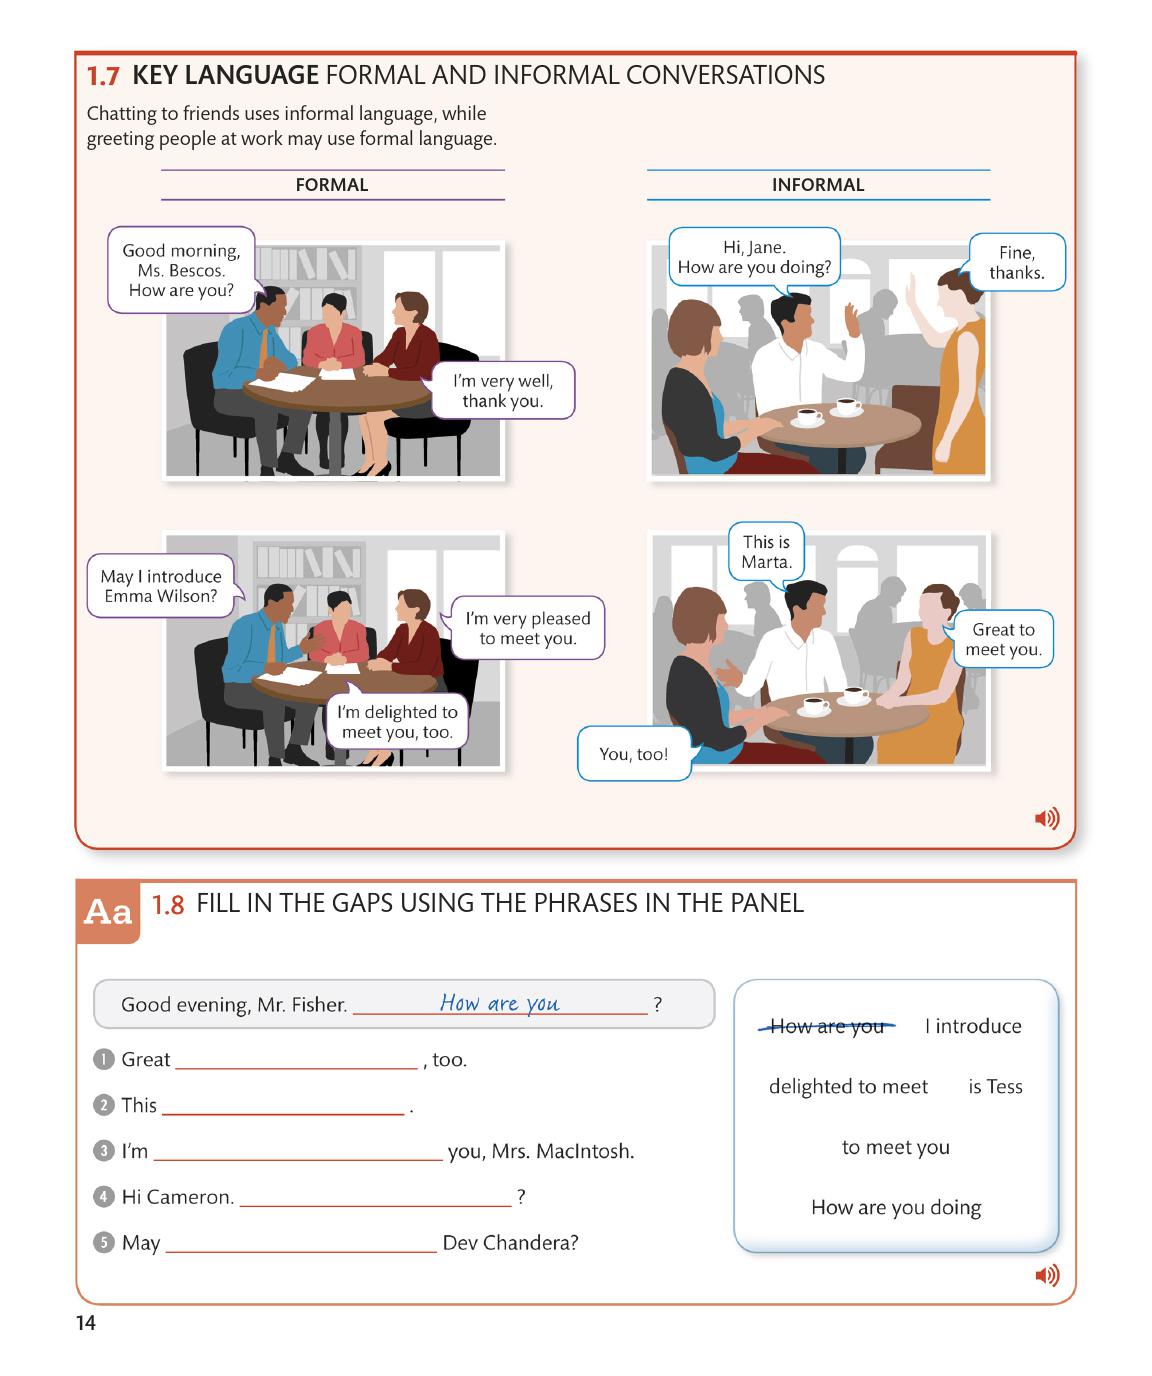 1.7 KEY LANGUAGE FORMAL AND INFORMAL CONVERSATIONS
Chatting to friends uses informal language, while
greeting people at work may use formal language.
FORMAL
Good morning,
Ms. Bescos.
How are you?
I'm very well,
thank you.
May I introduce
Emma Wilson?
I'm very pleased
to meet you.
I'm delighted to
meet you, too.
INFORMAL
Hi, Jane.
How are you doing?
Fine,
thanks.
This is
Marta.
Great to
meet you.
You, too!
Aa 1.8 FILL IN THE GAPS USING THE PHRASES IN THE PANEL
Good evening, Mr. Fisher. How are you ?
1 Great , too.
2 This .
3 I'm you, Mrs. MacIntosh.
4 Hi Cameron. ?
5 May Dev Chandera?
How are you I introduce
delighted to meet is Tess
to meet you
How are you doing
14